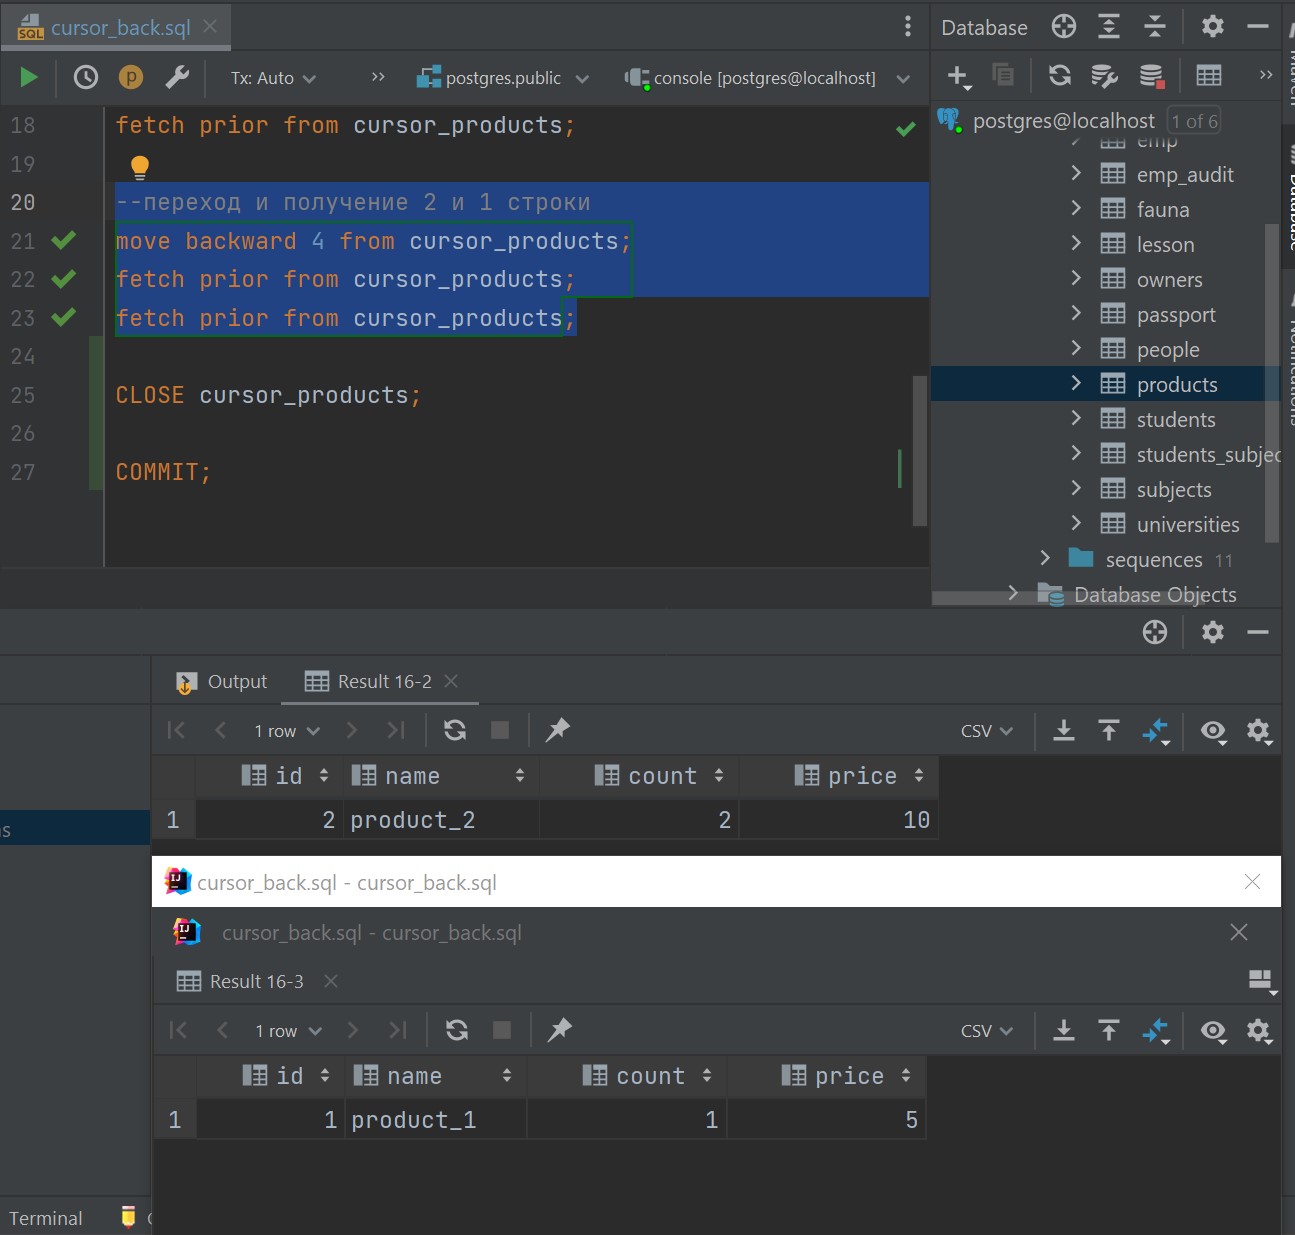 cursor_back.sql
Database
Tx: Auto
postgres.public
console [postgres@localhost]
postgres@localhost 1 of 6
18 fetch prior from cursor_products;
19
20 --переход и получение 2 и 1 строки
21 move backward 4 from cursor_products;
22 fetch prior from cursor_products;
23 fetch prior from cursor_products;
24
25 CLOSE cursor_products;
26
27 COMMIT;
emp
emp_audit
fauna
lesson
owners
passport
people
products
students
students_subjec
subjects
universities
sequences 11
Database Objects
Maven
Database
Notifications
Output
Result 16-2
1 row
CSV
id name count price
1 2 product_2 2 10
cursor_back.sql - cursor_back.sql
cursor_back.sql - cursor_back.sql
Result 16-3
1 row
CSV
id name count price
1 1 product_1 1 5
Terminal